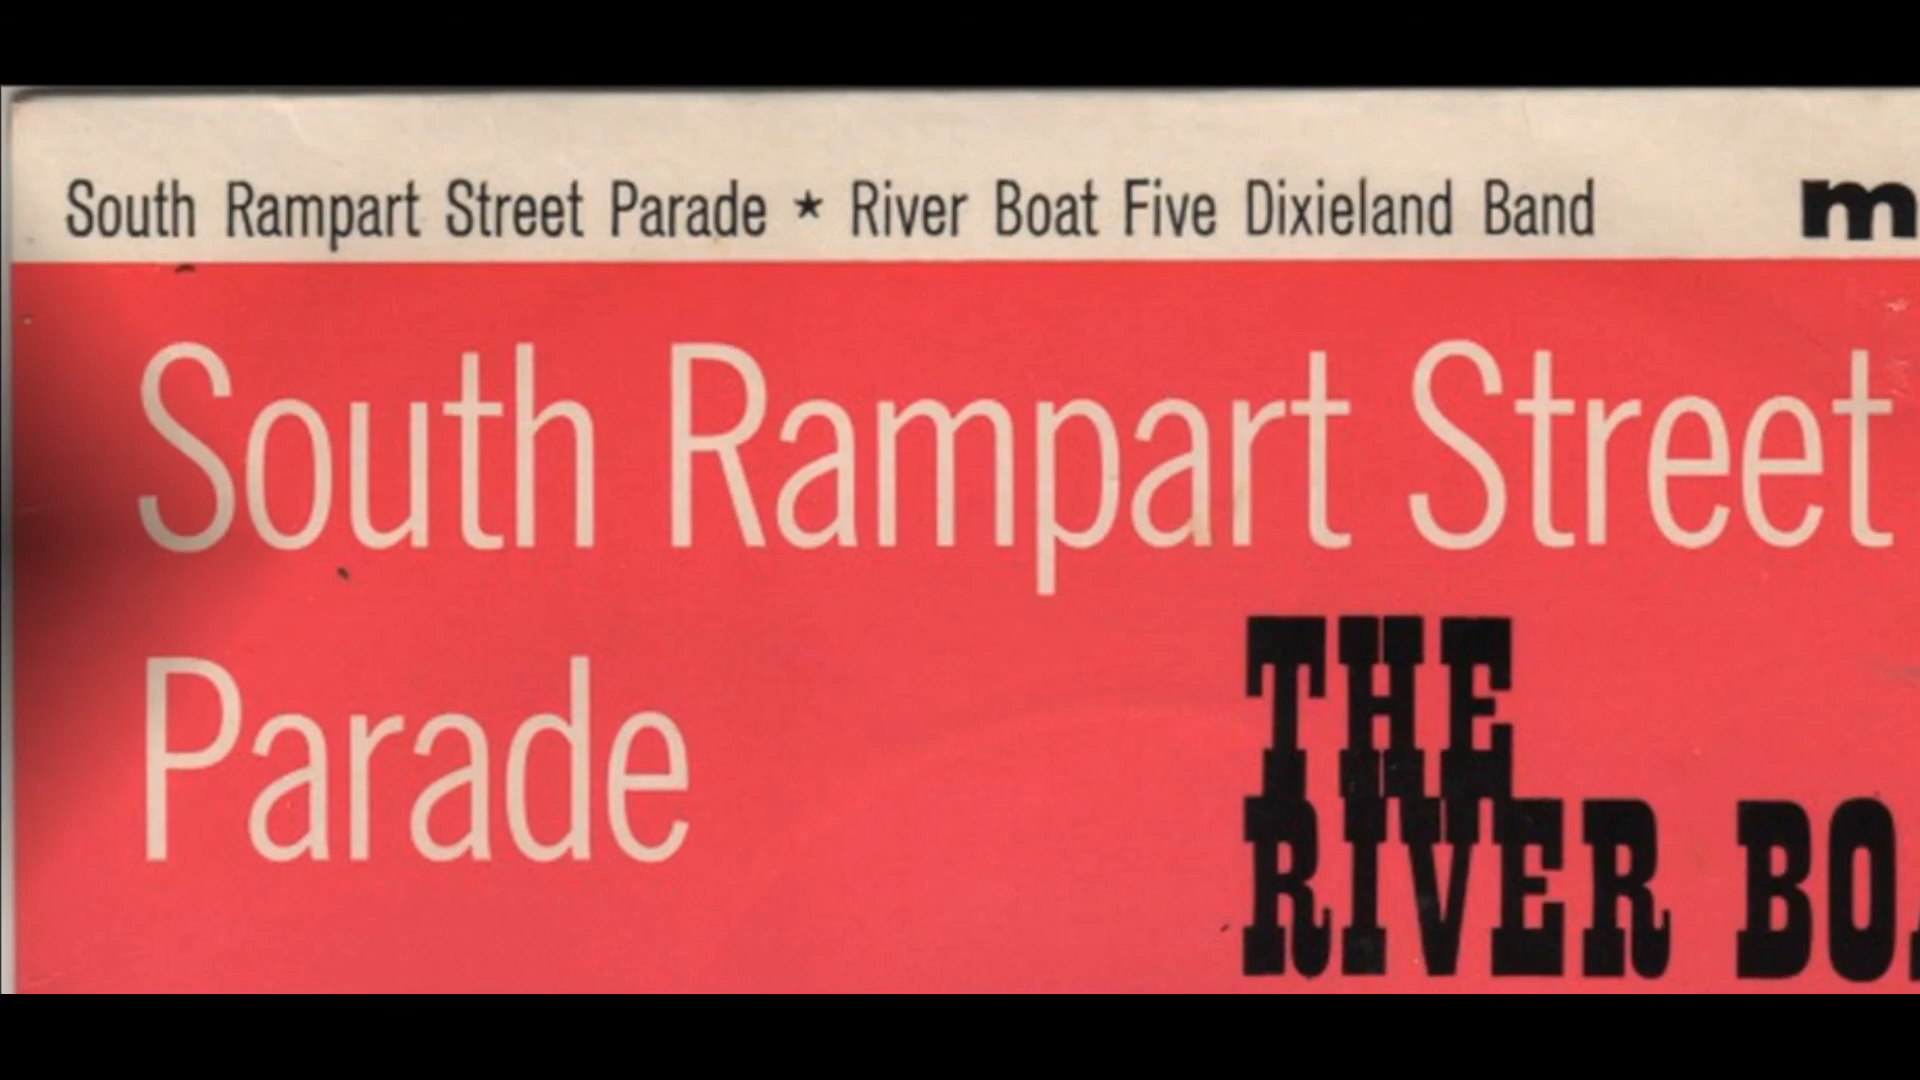 South Rampart Street Parade ★ River Boat Five Dixieland Band
South Rampart Street
Parade
THE
RIVER